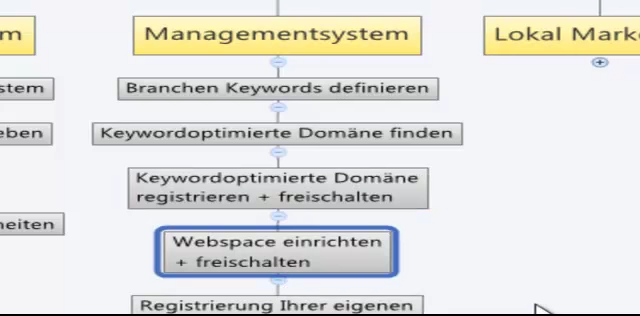 m
Managementsystem
Lokal Mark
stem
Branchen Keywords definieren
eben
Keywordoptimierte Domäne finden
Keywordoptimierte Domäne
registrieren + freischalten
heiten
Webspace einrichten
+ freischalten
Registrierung Ihrer eigenen